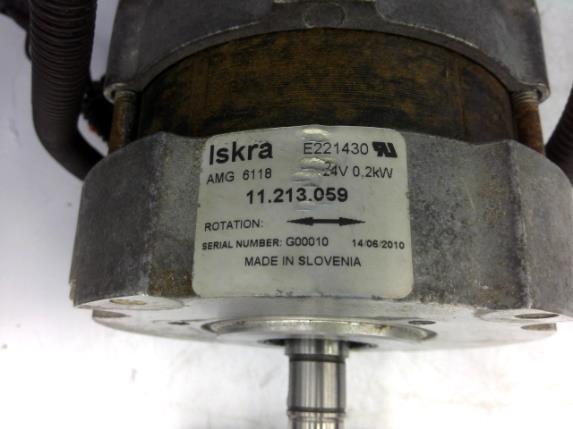 Iskra E221430
AMG 6118 24V 0,2kW
11.213.059
ROTATION:
SERIAL NUMBER: G00010 14/06/2010
MADE IN SLOVENIA